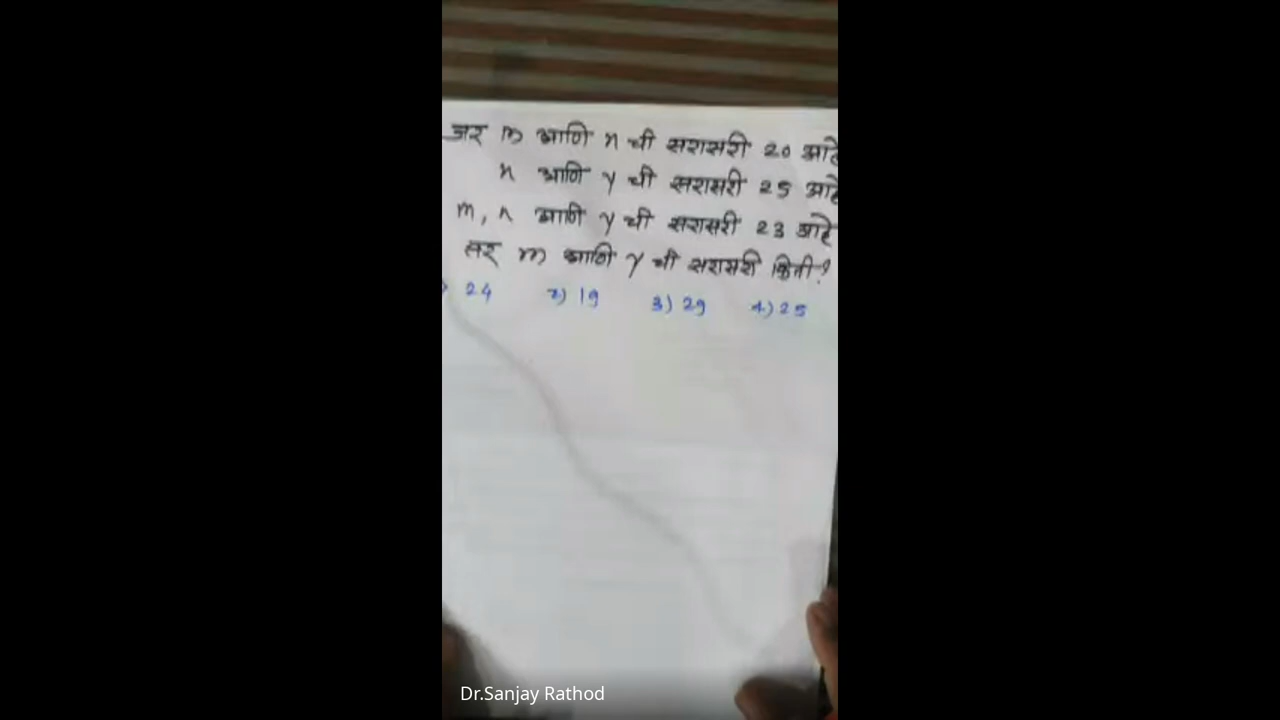 जर m आणि n ची सरासरी 20 आहे
n आणि y ची सरासरी 25 आहे
m, n आणि y ची सरासरी 23 आहे
तर m आणि y ची सरासरी किती?
24 2) 19 3) 29 4) 25
Dr.Sanjay Rathod